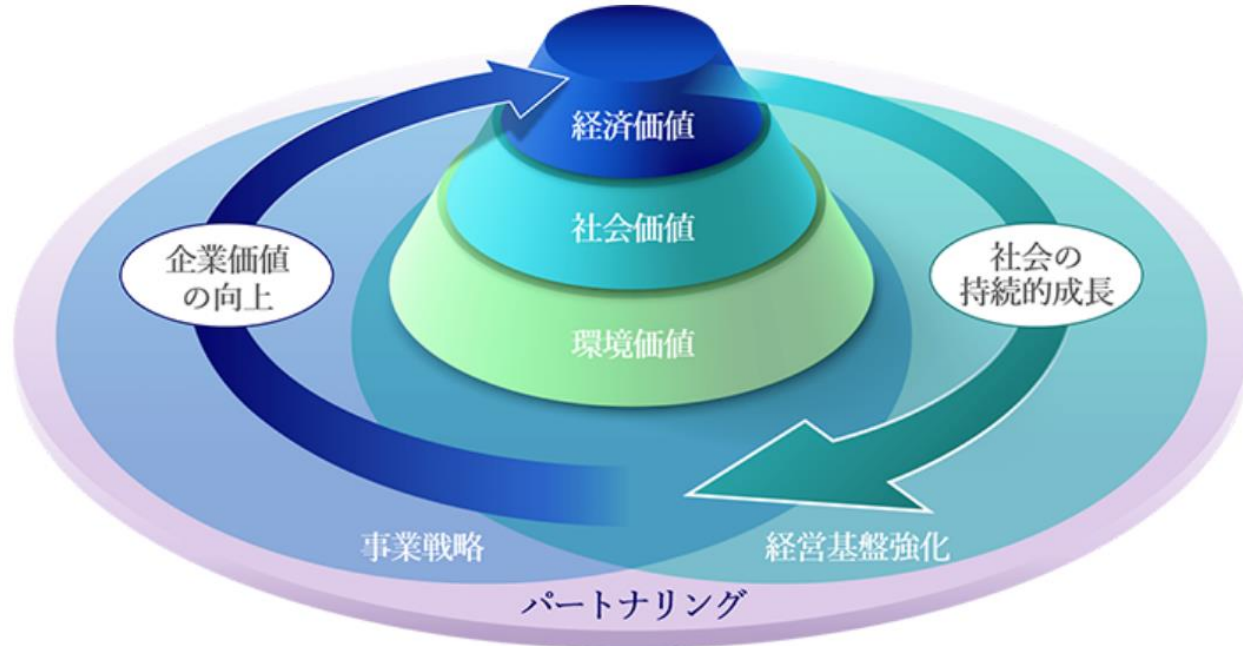 経済価値
社会価値
環境価値
企業価値
の向上
社会の
持続的成長
事業戦略
経営基盤強化
パートナリング